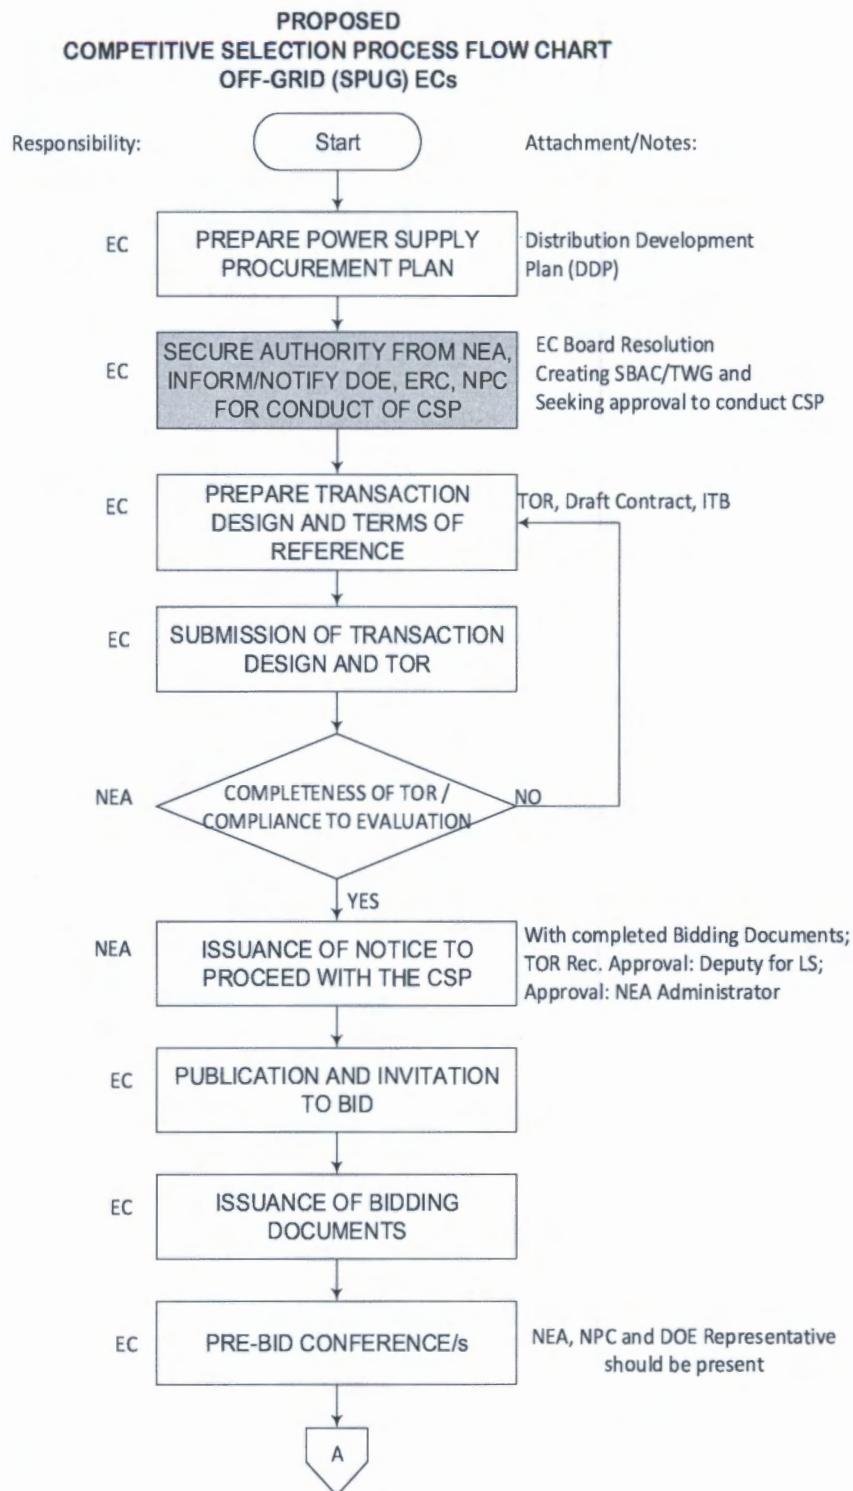 PROPOSED
COMPETITIVE SELECTION PROCESS FLOW CHART
OFF-GRID (SPUG) ECs
Responsibility:
Start
Attachment/Notes:
EC
PREPARE POWER SUPPLY
PROCUREMENT PLAN
Distribution Development
Plan (DDP)
EC
SECURE AUTHORITY FROM NEA,
INFORM/NOTIFY DOE, ERC, NPC
FOR CONDUCT OF CSP
EC Board Resolution
Creating SBAC/TWG and
Seeking approval to conduct CSP
EC
PREPARE TRANSACTION
DESIGN AND TERMS OF
REFERENCE
TOR, Draft Contract, ITB
EC
SUBMISSION OF TRANSACTION
DESIGN AND TOR
NEA
COMPLETENESS OF TOR /
COMPLIANCE TO EVALUATION
NO
YES
NEA
ISSUANCE OF NOTICE TO
PROCEED WITH THE CSP
With completed Bidding Documents;
TOR Rec. Approval: Deputy for LS;
Approval: NEA Administrator
EC
PUBLICATION AND INVITATION
TO BID
EC
ISSUANCE OF BIDDING
DOCUMENTS
EC
PRE-BID CONFERENCE/s
NEA, NPC and DOE Representative
should be present
A